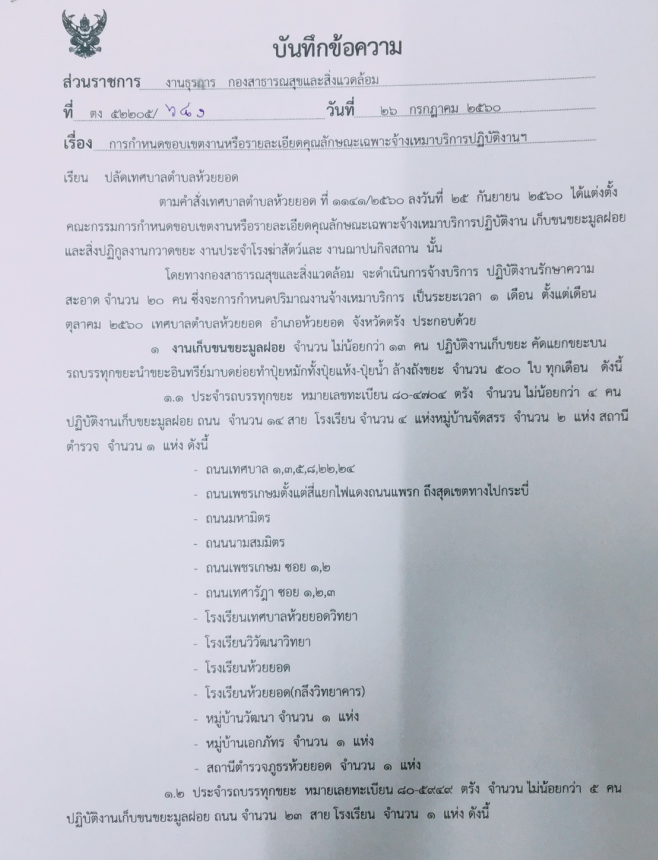 บันทึกข้อความ
ส่วนราชการ งานธุรการ กองสาธารณสุขและสิ่งแวดล้อม
ที่ ตง ๕๒๒๐๕/ วันที่ ๒๖ กรกฎาคม ๒๕๖๐
เรื่อง การกำหนดขอบเขตงานหรือรายละเอียดคุณลักษณะเฉพาะจ้างเหมาบริการปฏิบัติงานฯ
เรียน ปลัดเทศบาลตำบลห้วยยอด
ตามคำสั่งเทศบาลตำบลห้วยยอด ที่ ๑๑๔๑/๒๕๖๐ ลงวันที่ ๒๕ กันยายน ๒๕๖๐ ได้แต่งตั้ง
คณะกรรมการกำหนดขอบเขตงานหรือรายละเอียดคุณลักษณะเฉพาะจ้างเหมาบริการปฏิบัติงาน เก็บขนขยะมูลฝอย
และสิ่งปฏิกูลงานกวาดขยะ งานประจำโรงฆ่าสัตว์และ งานฌาปนกิจสถาน นั้น
โดยทางกองสาธารณสุขและสิ่งแวดล้อม จะดำเนินการจ้างบริการ ปฏิบัติงานรักษาความ
สะอาด จำนวน ๒๐ คน ซึ่งจะการกำหนดปริมาณงานจ้างเหมาบริการ เป็นระยะเวลา ๑ เดือน ตั้งแต่เดือน
ตุลาคม ๒๕๖๐ เทศบาลตำบลห้วยยอด อำเภอห้วยยอด จังหวัดตรัง ประกอบด้วย
๑ งานเก็บขนขยะมูลฝอย จำนวน ไม่น้อยกว่า ๑๓ คน ปฏิบัติงานเก็บขยะ คัดแยกขยะบน
รถบรรทุกขยะนำขยะอินทรีย์มาบดย่อยทำปุ๋ยหมักทั้งปุ๋ยแห้ง-ปุ๋ยน้ำ ล้างถังขยะ จำนวน ๕๐๐ ใบ ทุกเดือน ดังนี้
๑.๑ ประจำรถบรรทุกขยะ หมายเลขทะเบียน ๘๐-๔๗๐๔ ตรัง จำนวน ไม่น้อยกว่า ๔ คน
ปฏิบัติงานเก็บขยะมูลฝอย ถนน จำนวน ๑๔ สาย โรงเรียน จำนวน ๔ แห่งหมู่บ้านจัดสรร จำนวน ๒ แห่ง สถานี
ตำรวจ จำนวน ๑ แห่ง ดังนี้
- ถนนเทศบาล ๑,๓,๕,๘,๒๒,๒๔
- ถนนเพชรเกษมตั้งแต่สี่แยกไฟแดงถนนแพรก ถึงสุดเขตทางไปกระบี่
- ถนนมหามิตร
- ถนนนามสมมิตร
- ถนนเพชรเกษม ซอย ๑,๒
- ถนนเทศารัฎา ซอย ๑,๒,๓
- โรงเรียนเทศบาลห้วยยอดวิทยา
- โรงเรียนวิวัฒนาวิทยา
- โรงเรียนห้วยยอด
- โรงเรียนห้วยยอด(กลึงวิทยาคาร)
- หมู่บ้านวัฒนา จำนวน ๑ แห่ง
- หมู่บ้านเอกภัทร จำนวน ๑ แห่ง
- สถานีตำรวจภูธรห้วยยอด จำนวน ๑ แห่ง
๑.๒ ประจำรถบรรทุกขยะ หมายเลยทะเบียน ๘๐-๕๙๔๙ ตรัง จำนวน ไม่น้อยกว่า ๕ คน
ปฏิบัติงานเก็บขนขยะมูลฝอย ถนน จำนวน ๒๓ สาย โรงเรียน จำนวน ๑ แห่ง ดังนี้